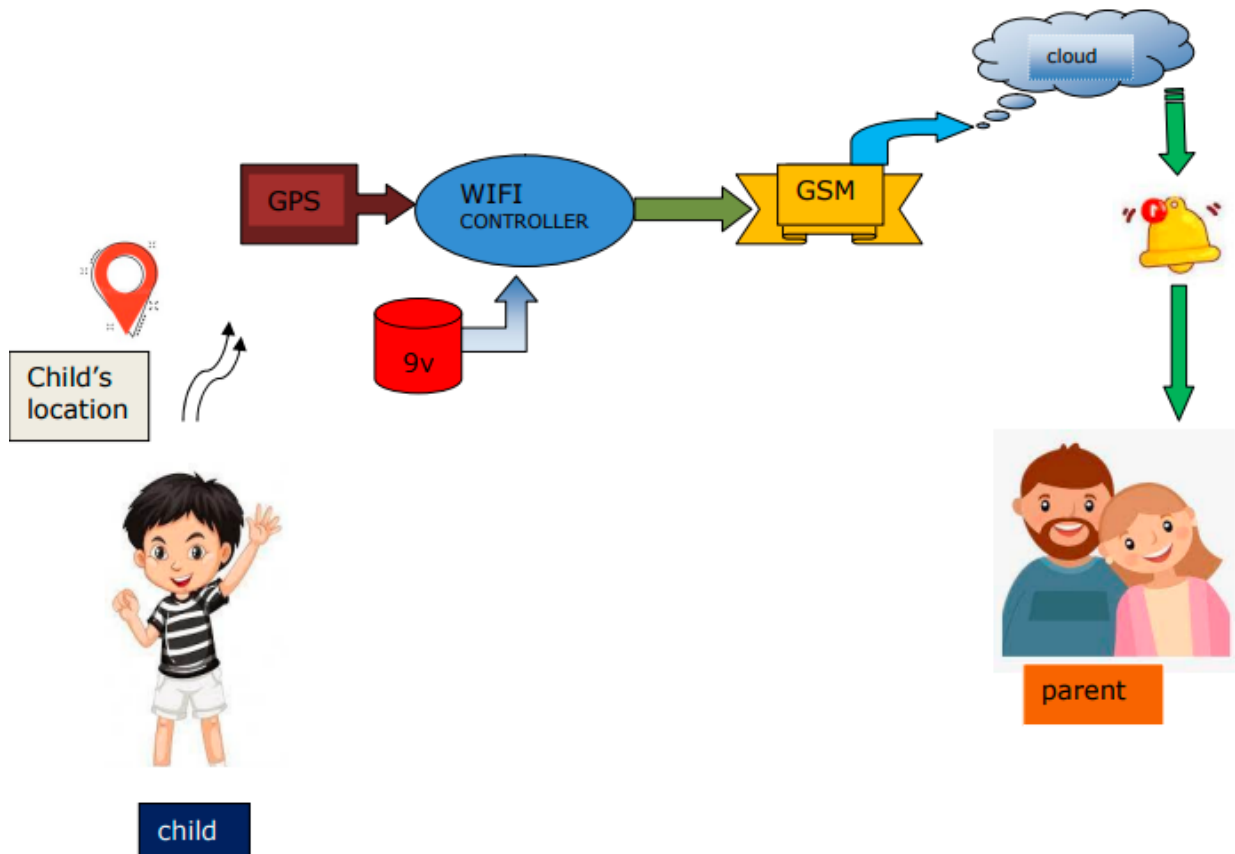 cloud
GPS
WIFI
CONTROLLER
GSM
9v
Child's
location
parent
child